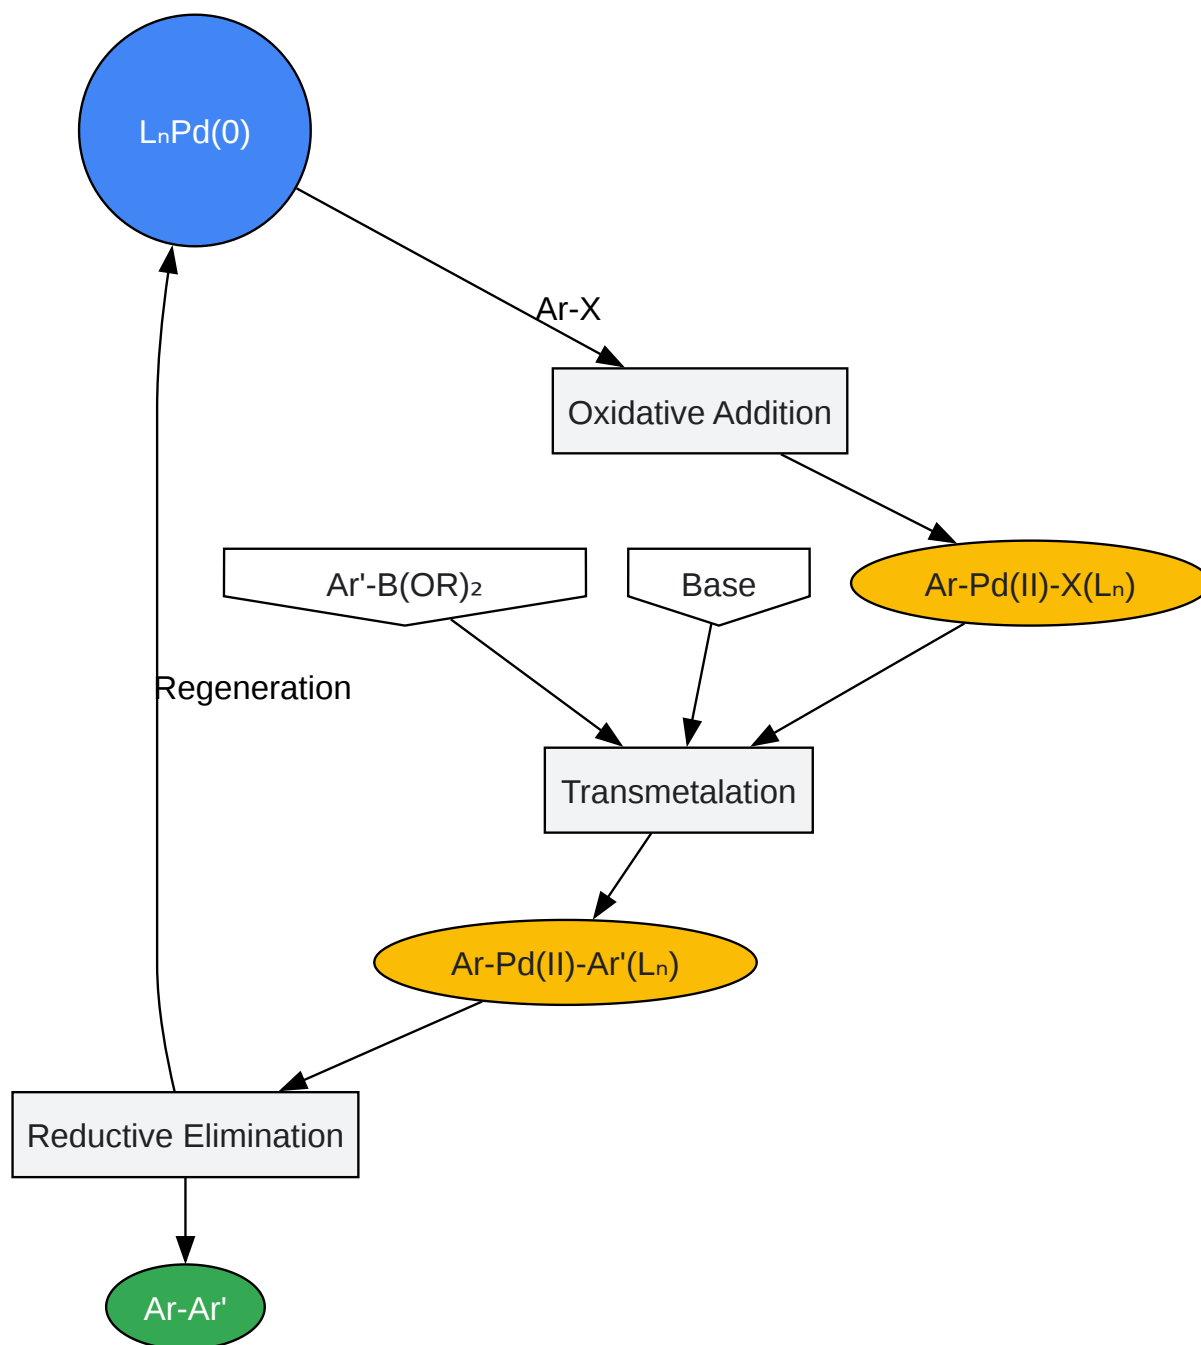 LₙPd(0)
Ar-X
Oxidative Addition
Ar'-B(OR)₂
Base
Ar-Pd(II)-X(Lₙ)
Regeneration
Transmetalation
Ar-Pd(II)-Ar'(Lₙ)
Reductive Elimination
Ar-Ar'